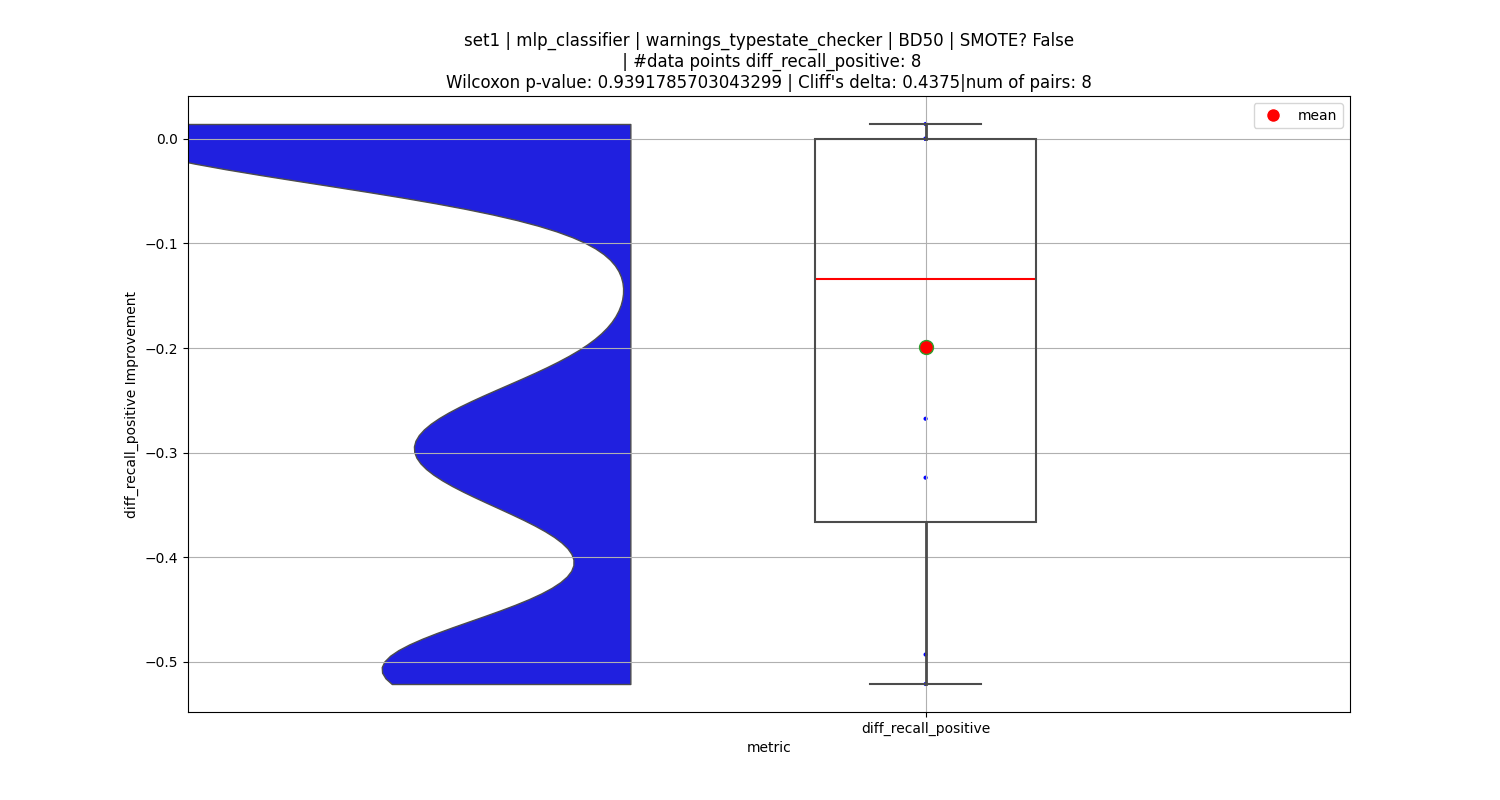 set1 | mlp_classifier | warnings_typestate_checker | BD50 | SMOTE? False
| #data points diff_recall_positive: 8
Wilcoxon p-value: 0.9391785703043299 | Cliff's delta: 0.4375|num of pairs: 8
mean
0.0
−0.1
−0.2
−0.3
−0.4
−0.5
diff_recall_positive Improvement
diff_recall_positive
metric